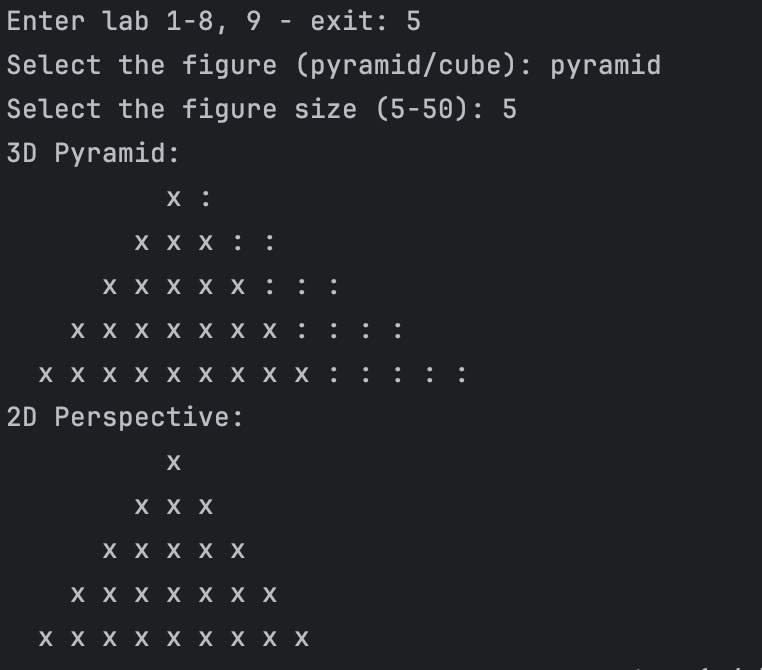 Enter lab 1-8, 9 - exit: 5
Select the figure (pyramid/cube): pyramid
Select the figure size (5-50): 5
3D Pyramid:
          x :
        x x x : :
      x x x x x : : :
    x x x x x x x : : : :
  x x x x x x x x x : : : : :
2D Perspective:
          x
        x x x
      x x x x x
    x x x x x x x
  x x x x x x x x x